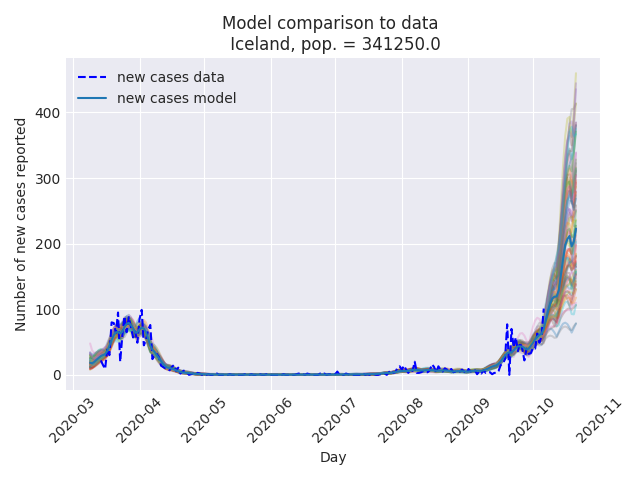 Model comparison to data
Iceland, pop. = 341250.0
new cases data
new cases model
Number of new cases reported
400
300
200
100
0
2020-03
2020-04
2020-05
2020-06
2020-07
2020-08
2020-09
2020-10
2020-11
Day